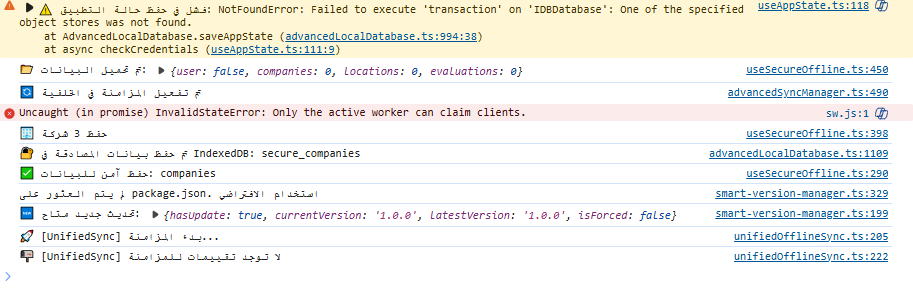 فشل في حفظ حالة التطبيق: NotFoundError: Failed to execute 'transaction' on 'IDBDatabase': One of the specified useAppState.ts:118
object stores was not found.
at AdvancedLocalDatabase.saveAppState (advancedLocalDatabase.ts:994:38)
at async checkCredentials (useAppState.ts:111:9)
تم تحميل البيانات: {user: false, companies: 0, locations: 0, evaluations: 0} useSecureOffline.ts:450
تم تفعيل المزامنة في الخلفية advancedSyncManager.ts:490
Uncaught (in promise) InvalidStateError: Only the active worker can claim clients. sw.js:1
حفظ 3 شركة useSecureOffline.ts:398
تم حفظ بيانات المصادقة في IndexedDB: secure_companies advancedLocalDatabase.ts:1109
حفظ آمن للبيانات: companies useSecureOffline.ts:290
لم يتم العثور على package.json. استخدام الافتراضي smart-version-manager.ts:329
تحديث جديد متاح: {hasUpdate: true, currentVersion: '1.0.0', latestVersion: '1.0.0', isForced: false} smart-version-manager.ts:199
[UnifiedSync] بدء المزامنة... unifiedOfflineSync.ts:205
[UnifiedSync] لا توجد تقييمات للمزامنة unifiedOfflineSync.ts:222